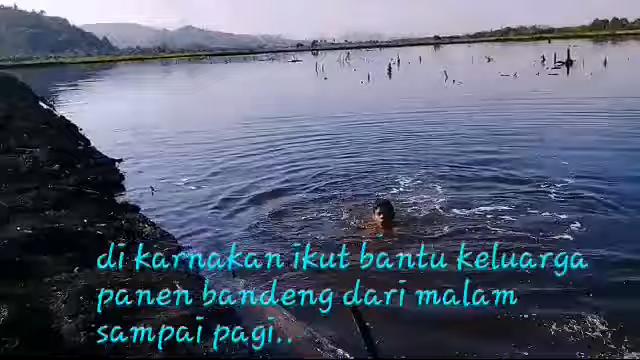 di karnakan ikut bantu keluarga
panen bandeng dari malam
sampai pagi..